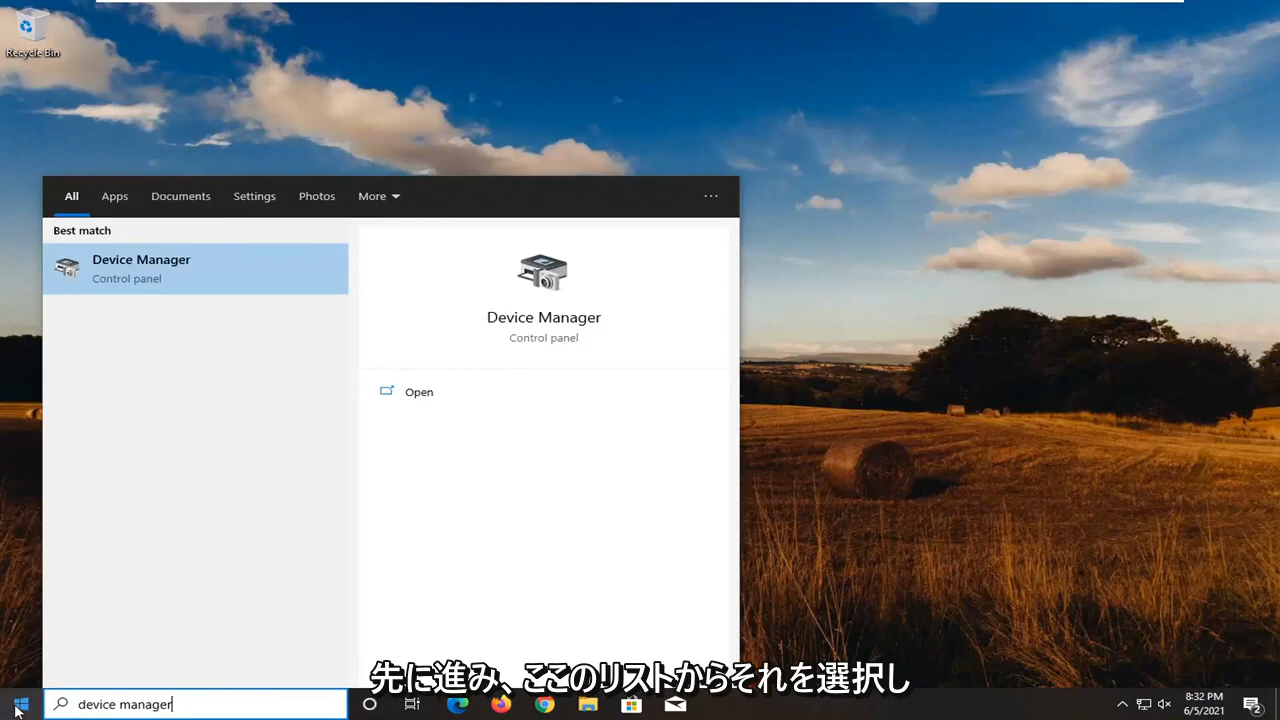 Recycle Bin
All Apps Documents Settings Photos More
Best match
Device Manager
Control panel
Device Manager
Control panel
Open
先に進み、ここのリストからそれを選択し
device manager
8:32 PM
6/5/2021
2